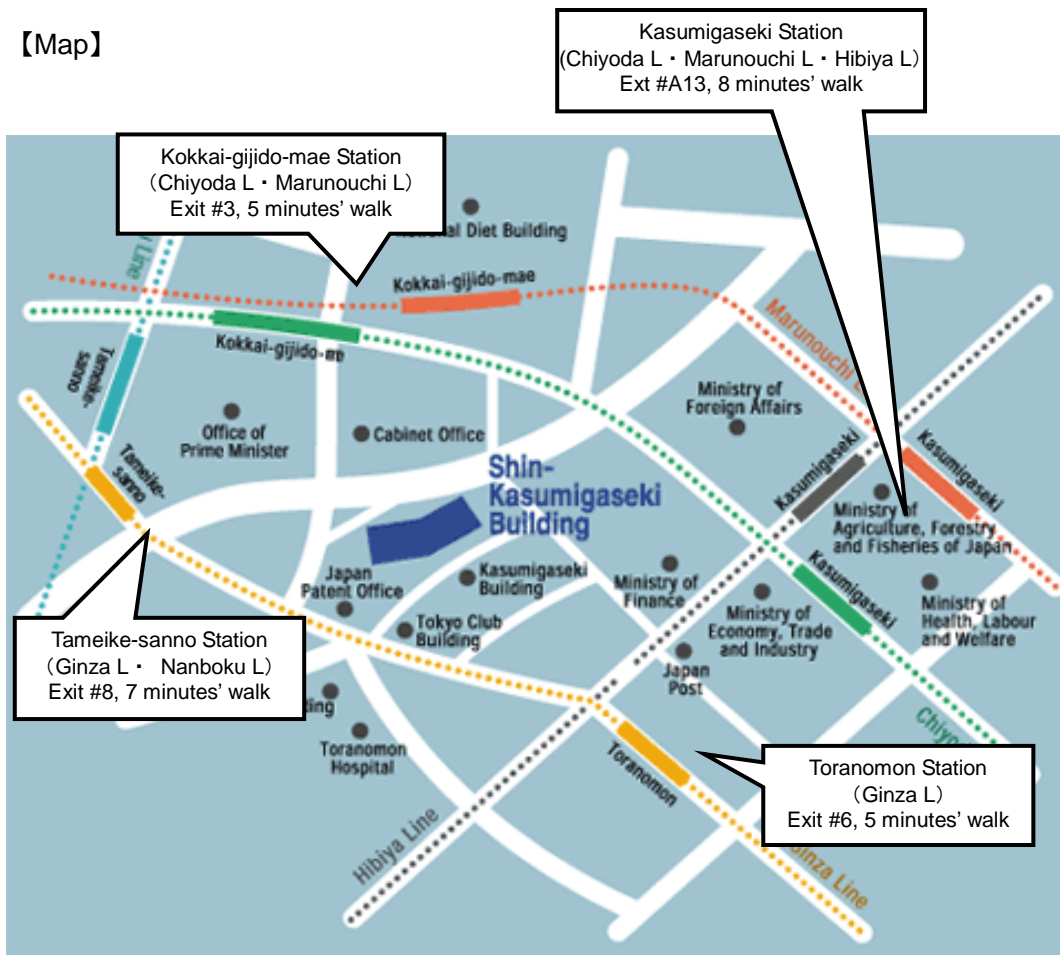 【Map】
Kasumigaseki Station
(Chiyoda L・Marunouchi L・Hibiya L)
Ext #A13, 8 minutes’ walk
Kokkai-gijido-mae Station
（Chiyoda L・Marunouchi L）
Exit #3, 5 minutes’ walk
Diet Building
Line
Kokkai-gijido-mae
Kokkai-gijido-
Marunouchi
Tameike-
sanno
Ministry of
Foreign Affairs
Office of
Prime Minister
Cabinet Office
Tameike-
sanno
Shin-
Kasumigaseki
Building
Kasumigaseki
Kasumigaseki
Ministry of
Agriculture, Forestry
and Fisheries of Japan
Japan
Patent Office
Kasumigaseki
Building
Ministry of
Finance
Kasumigaseki
Ministry of
Health, Labour
and Welfare
Tokyo Club
Building
Ministry of
Economy, Trade
and Industry
Japan
Post
Tameike-sanno Station
（Ginza L・ Nanboku L）
Exit #8, 7 minutes’ walk
Toranomon
Hospital
Toranomon
Toranomon Station
（Ginza L）
Exit #6, 5 minutes’ walk
Hibiya Line
Ginza Line